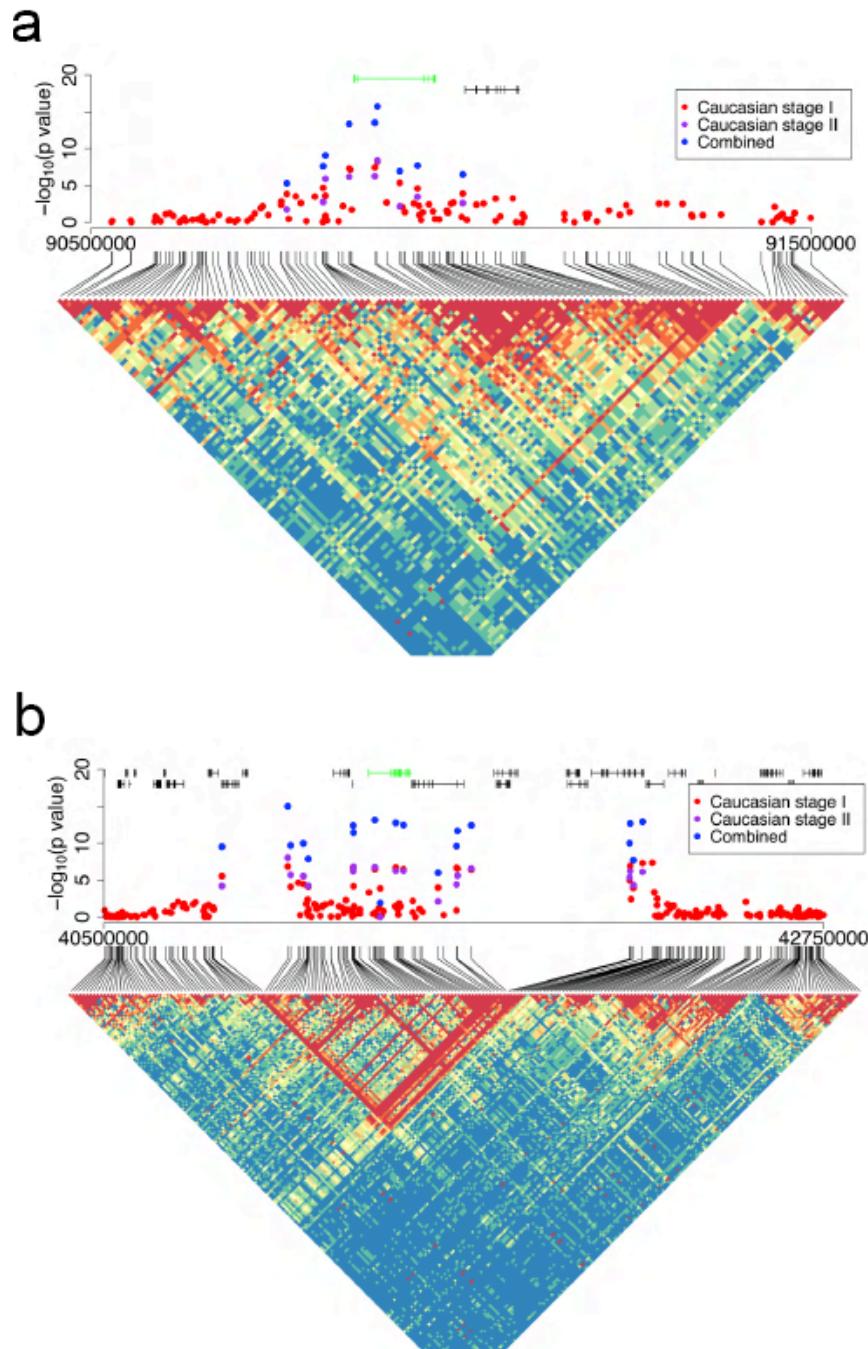 a
20
15
10
5
0
−log₁₀(p value)
Caucasian stage I
Caucasian stage II
Combined
90500000
91500000
b
20
15
10
5
0
−log₁₀(p value)
Caucasian stage I
Caucasian stage II
Combined
40500000
42750000